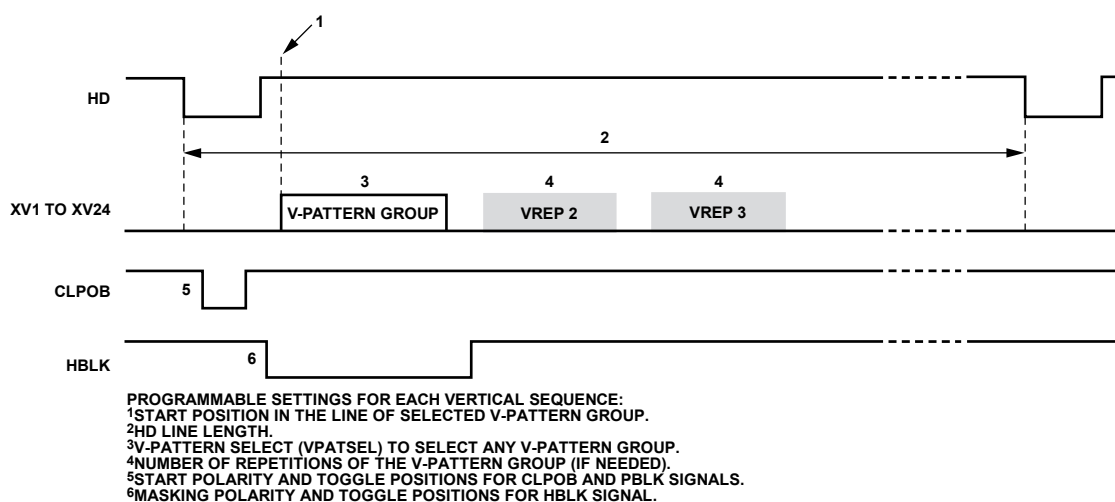 1
HD
2
3
4
4
XV1 TO XV24
V-PATTERN GROUP
VREP 2
VREP 3
CLPOB
5
HBLK
6
PROGRAMMABLE SETTINGS FOR EACH VERTICAL SEQUENCE:
1START POSITION IN THE LINE OF SELECTED V-PATTERN GROUP.
2HD LINE LENGTH.
3V-PATTERN SELECT (VPATSEL) TO SELECT ANY V-PATTERN GROUP.
4NUMBER OF REPETITIONS OF THE V-PATTERN GROUP (IF NEEDED).
5START POLARITY AND TOGGLE POSITIONS FOR CLPOB AND PBLK SIGNALS.
6MASKING POLARITY AND TOGGLE POSITIONS FOR HBLK SIGNAL.